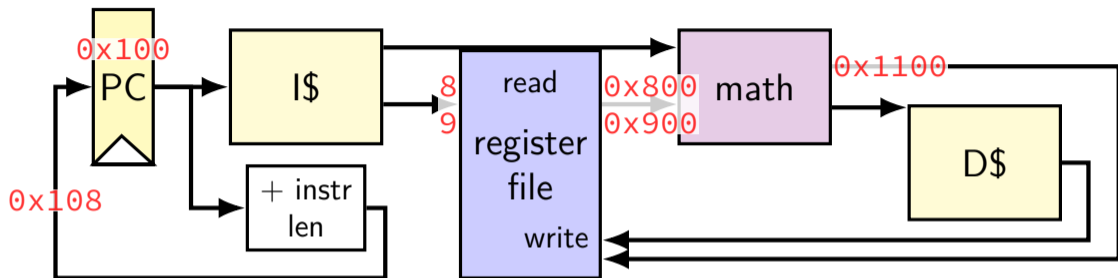 0x100
PC
I$
8
9
read
register
file
write
0x800
0x900
math
0x1100
D$
+ instr
len
0x108